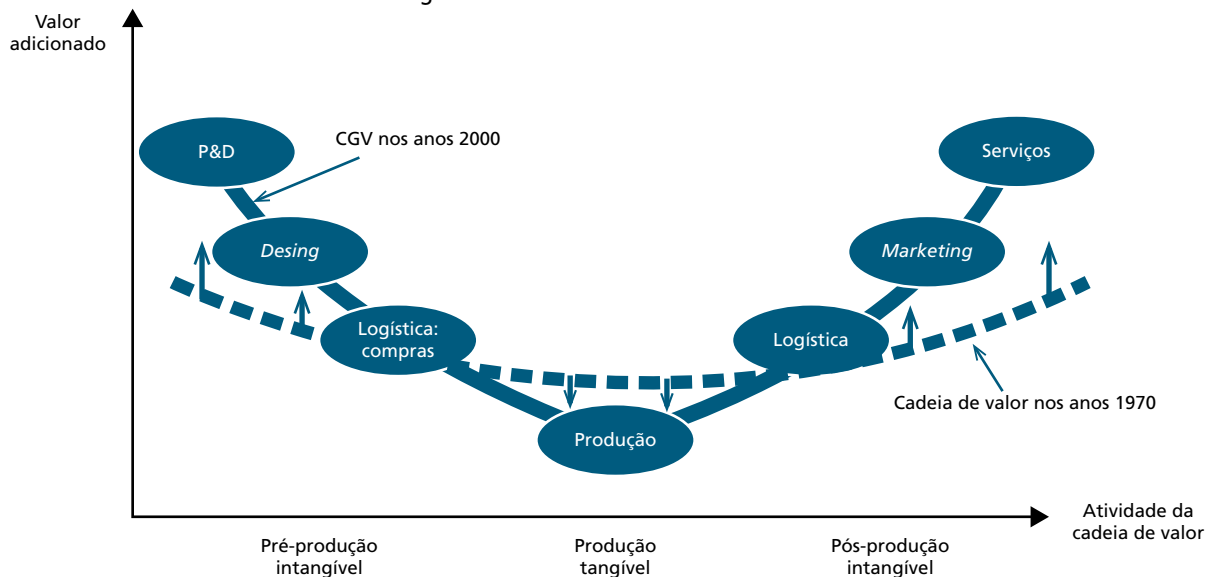 Valor
adicionado
P&D
CGV nos anos 2000
Serviços
Desing
Marketing
Logística:
compras
Logística
Cadeia de valor nos anos 1970
Produção
Atividade da
cadeia de valor
Pré-produção
intangível
Produção
tangível
Pós-produção
intangível